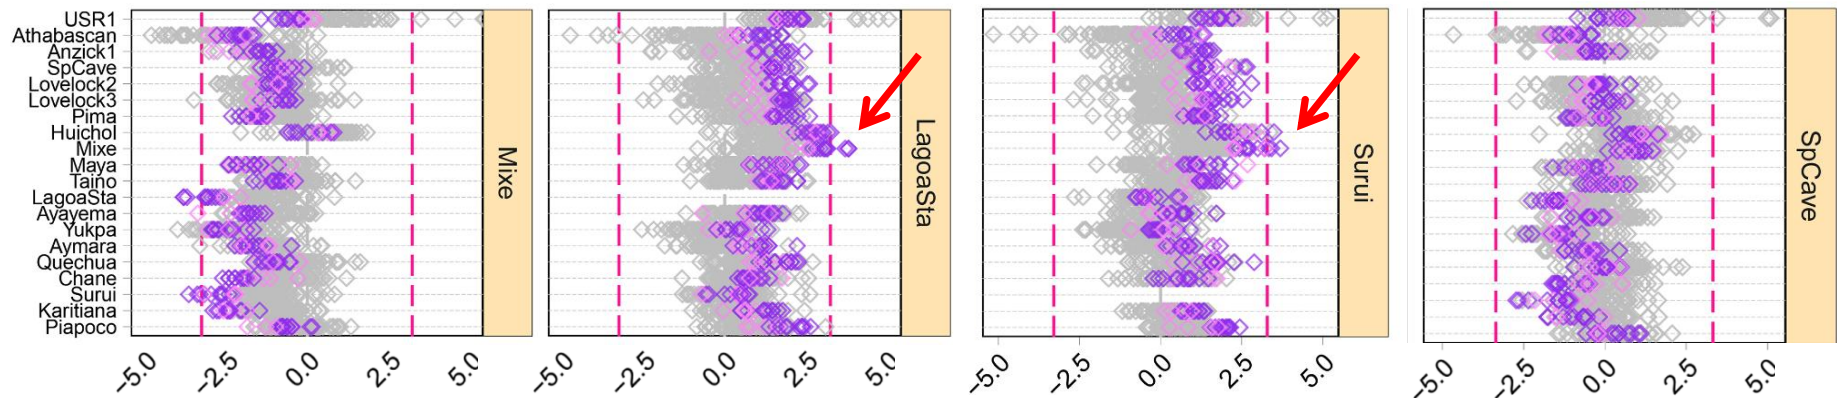 USR1
Athabascan
Anzick1
SpCave
Lovelock2
Lovelock3
Pima
Huichol
Mixe
Maya
Taino
LagoaSta
Ayayema
Yukpa
Aymara
Quechua
Chane
Surui
Karitiana
Piapoco
Mixe
LagoaSta
Surui
SpCave
−5.0 −2.5 0.0 2.5 5.0 −5.0 −2.5 0.0 2.5 5.0 −5.0 −2.5 0.0 2.5 5.0 −5.0 −2.5 0.0 2.5 5.0